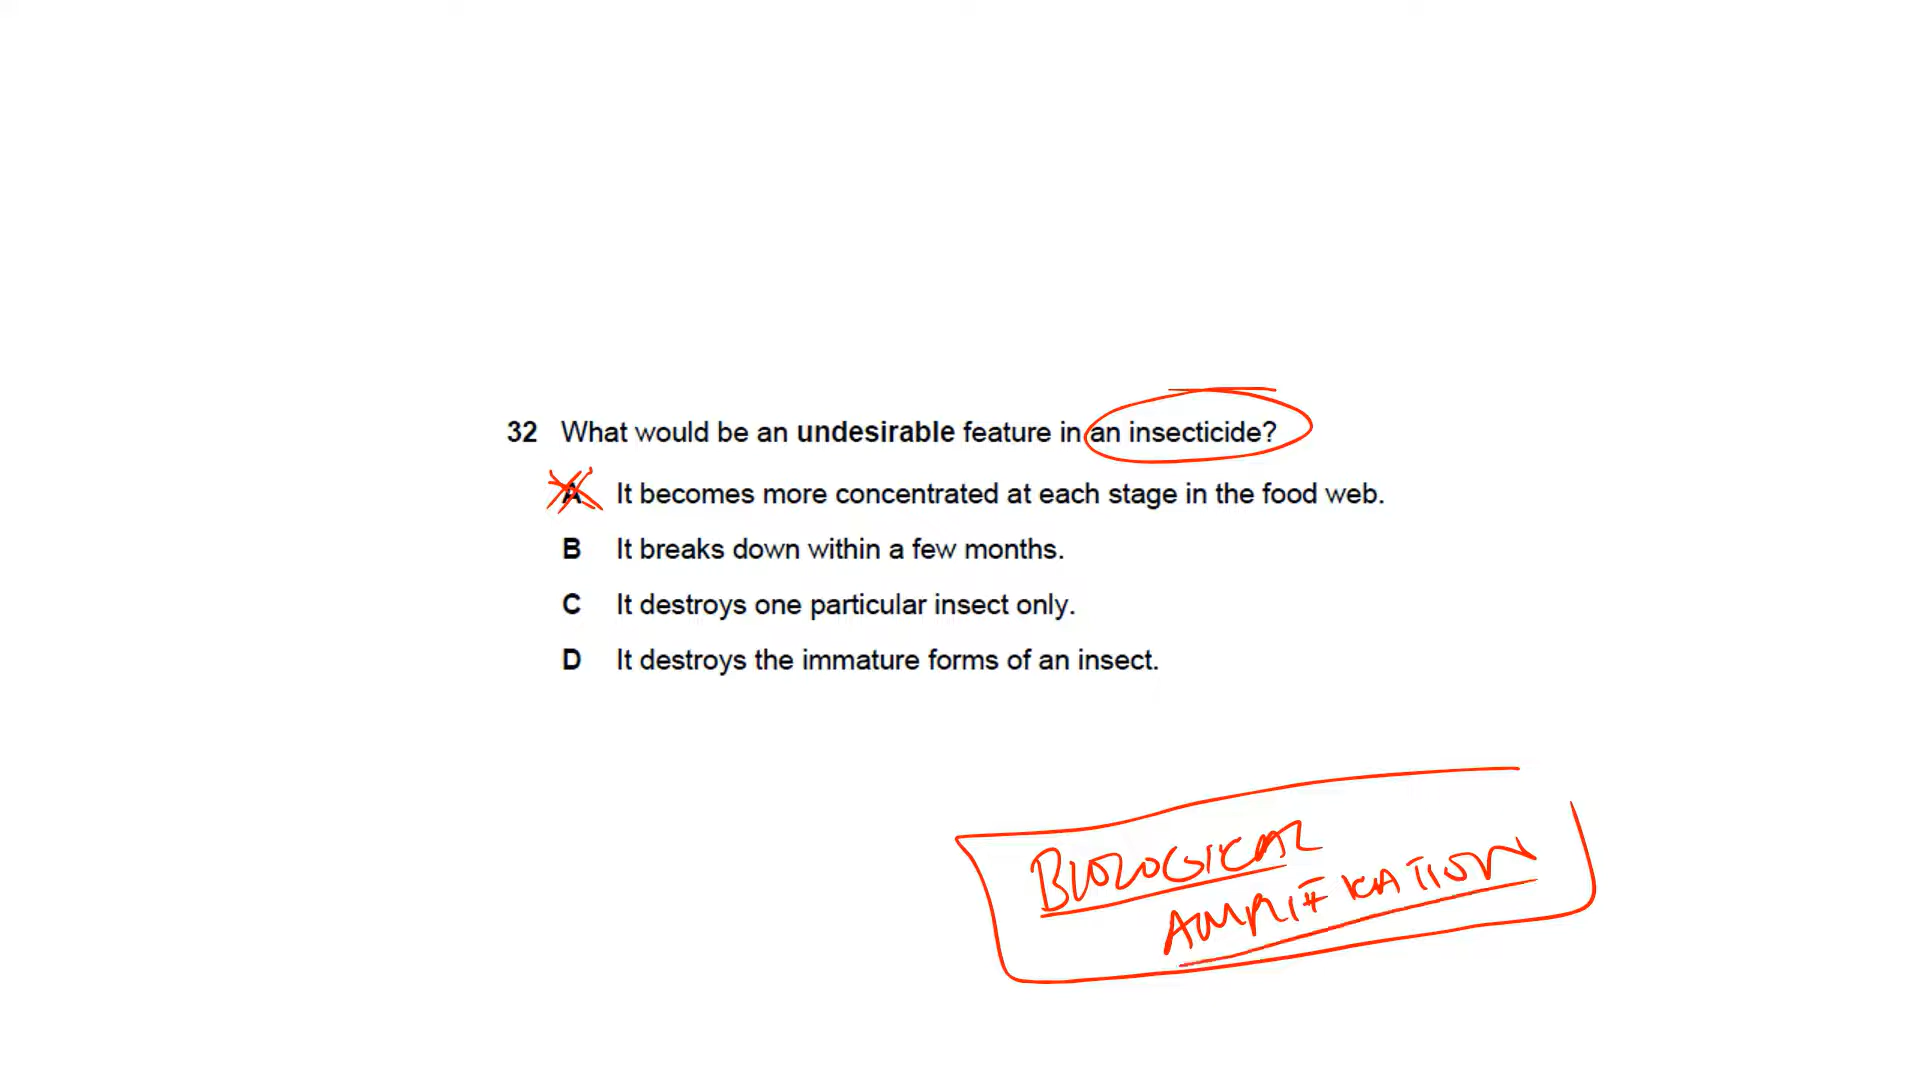 32 What would be an undesirable feature in an insecticide?
A It becomes more concentrated at each stage in the food web.
B It breaks down within a few months.
C It destroys one particular insect only.
D It destroys the immature forms of an insect.
BIOLOGICAL
AMPLIFICATION